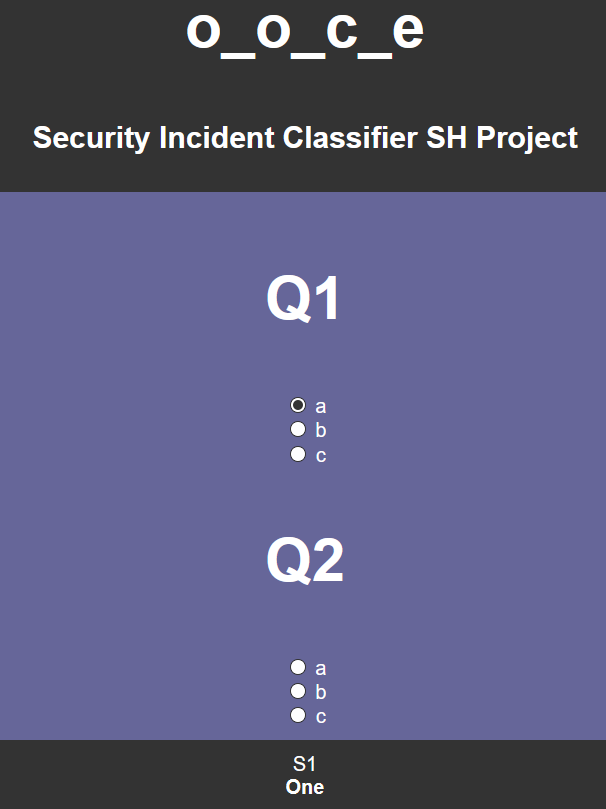 o_o_c_e
Security Incident Classifier SH Project
Q1
a
b
c
Q2
a
b
c
S1
One